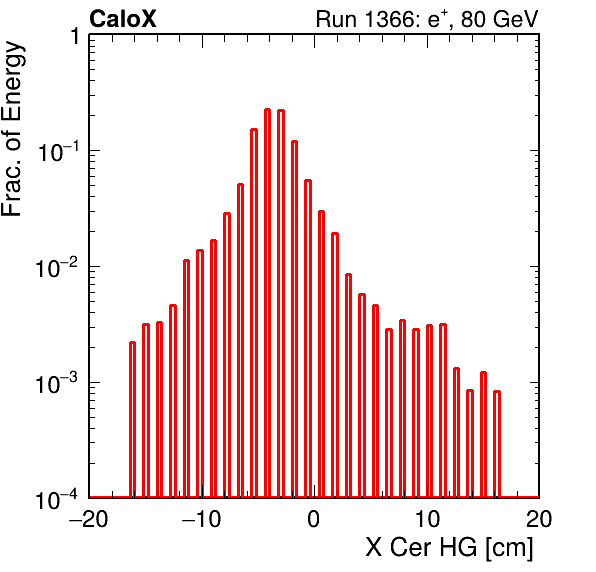 CaloX Run 1366: e⁺, 80 GeV
Frac. of Energy
1
10⁻¹
10⁻²
10⁻³
10⁻⁴
−20 −10 0 10 20
X Cer HG [cm]